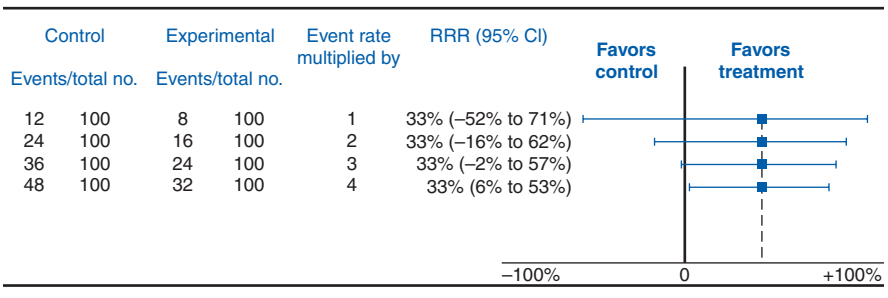 Control Experimental Event rate multiplied by RRR (95% CI)
Events/total no. Events/total no.
Favors control Favors treatment
12 100 8 100 1 33% (–52% to 71%)
24 100 16 100 2 33% (–16% to 62%)
36 100 24 100 3 33% (–2% to 57%)
48 100 32 100 4 33% (6% to 53%)
–100% 0 +100%